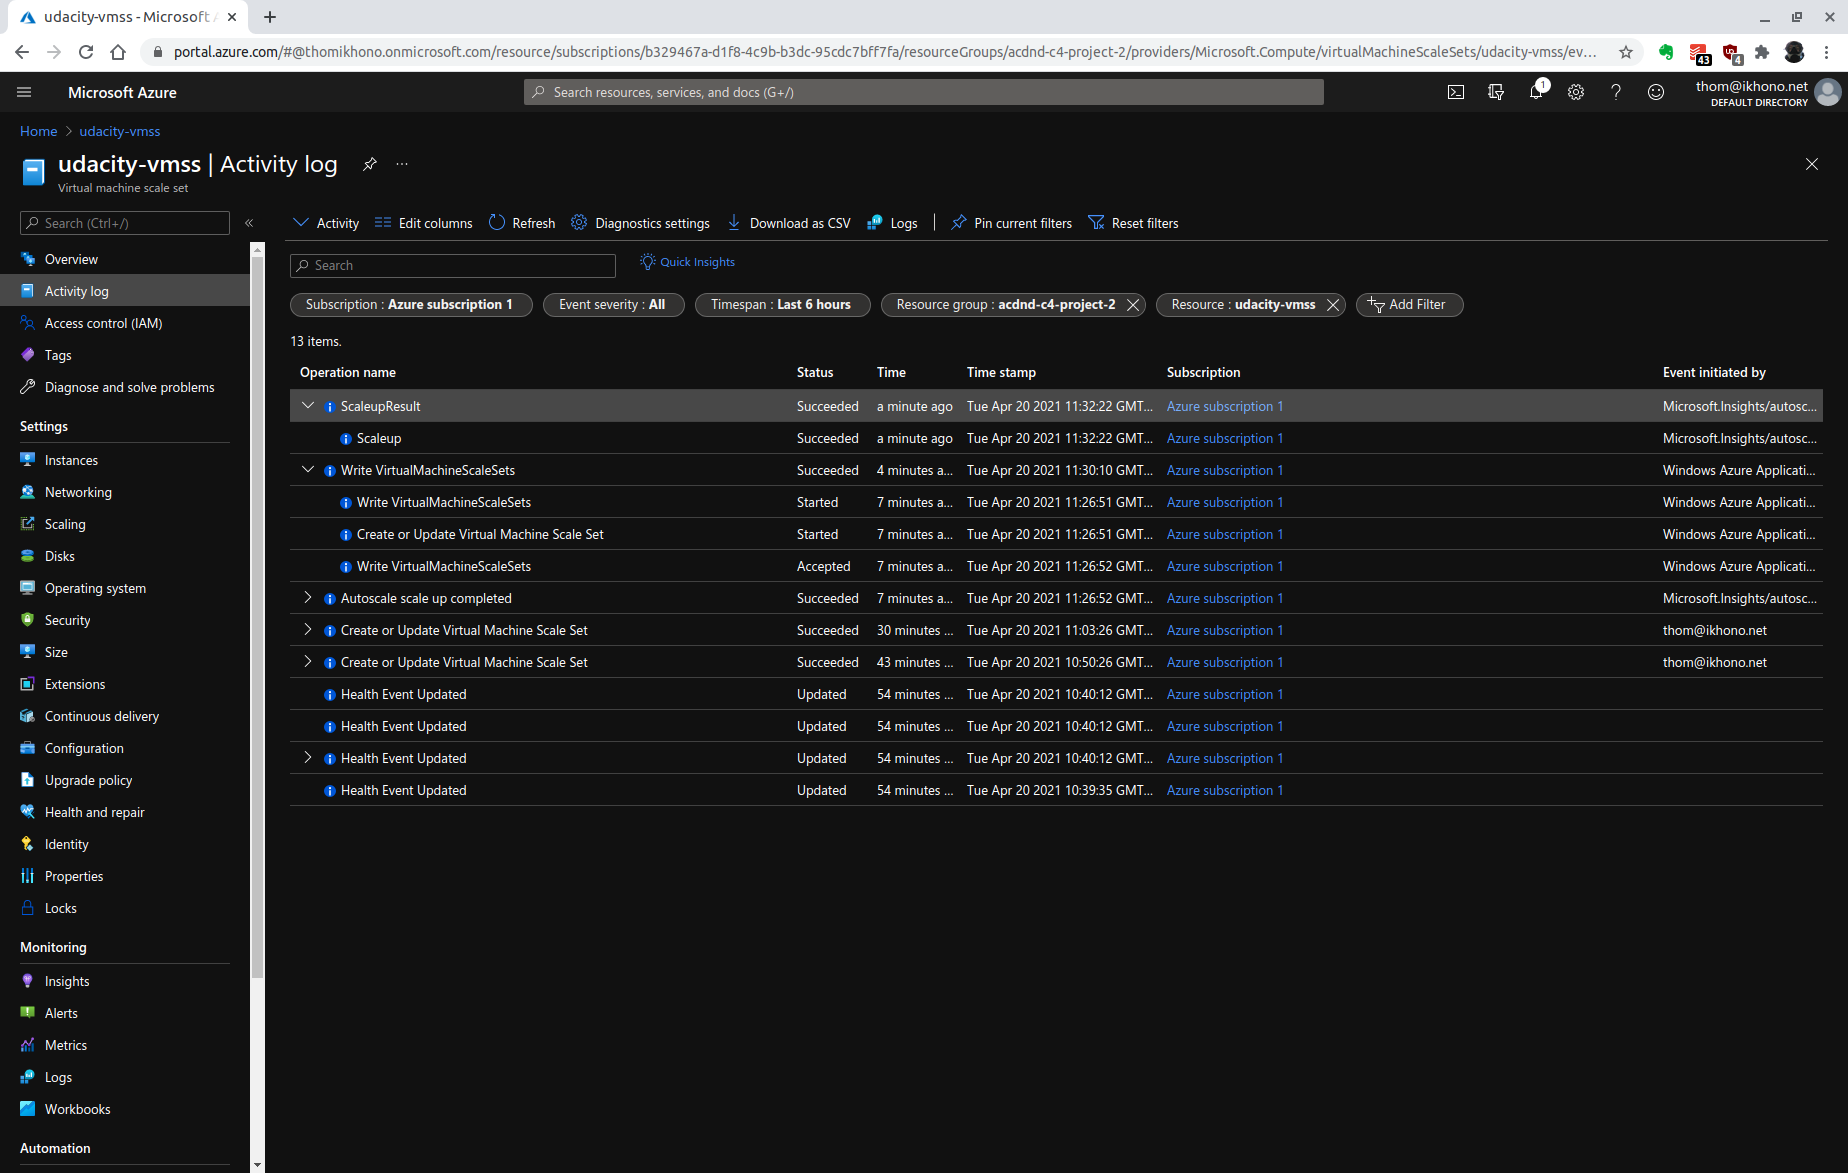 udacity-vmss - Microsoft A
portal.azure.com/#@thomikhono.onmicrosoft.com/resource/subscriptions/b329467a-d1f8-4c9b-b3dc-95cdc7bff7fa/resourceGroups/acdnd-c4-project-2/providers/Microsoft.Compute/virtualMachineScaleSets/udacity-vmss/ev...
43
4
Microsoft Azure
Search resources, services, and docs (G+/)
1
thom@ikhono.net
DEFAULT DIRECTORY
Home > udacity-vmss
udacity-vmss | Activity log
Virtual machine scale set
Search (Ctrl+/)
Overview
Activity log
Access control (IAM)
Tags
Diagnose and solve problems
Settings
Instances
Networking
Scaling
Disks
Operating system
Security
Size
Extensions
Continuous delivery
Configuration
Upgrade policy
Health and repair
Identity
Properties
Locks
Monitoring
Insights
Alerts
Metrics
Logs
Workbooks
Automation
Activity Edit columns Refresh Diagnostics settings Download as CSV Logs Pin current filters Reset filters
Search
Quick Insights
Subscription : Azure subscription 1 Event severity : All Timespan : Last 6 hours Resource group : acdnd-c4-project-2 Resource : udacity-vmss Add Filter
13 items.
Operation name Status Time Time stamp Subscription Event initiated by
ScaleupResult Succeeded a minute ago Tue Apr 20 2021 11:32:22 GMT... Azure subscription 1 Microsoft.Insights/autosc...
Scaleup Succeeded a minute ago Tue Apr 20 2021 11:32:22 GMT... Azure subscription 1 Microsoft.Insights/autosc...
Write VirtualMachineScaleSets Succeeded 4 minutes a... Tue Apr 20 2021 11:30:10 GMT... Azure subscription 1 Windows Azure Applicati...
Write VirtualMachineScaleSets Started 7 minutes a... Tue Apr 20 2021 11:26:51 GMT... Azure subscription 1 Windows Azure Applicati...
Create or Update Virtual Machine Scale Set Started 7 minutes a... Tue Apr 20 2021 11:26:51 GMT... Azure subscription 1 Windows Azure Applicati...
Write VirtualMachineScaleSets Accepted 7 minutes a... Tue Apr 20 2021 11:26:52 GMT... Azure subscription 1 Windows Azure Applicati...
Autoscale scale up completed Succeeded 7 minutes a... Tue Apr 20 2021 11:26:52 GMT... Azure subscription 1 Microsoft.Insights/autosc...
Create or Update Virtual Machine Scale Set Succeeded 30 minutes ... Tue Apr 20 2021 11:03:26 GMT... Azure subscription 1 thom@ikhono.net
Create or Update Virtual Machine Scale Set Succeeded 43 minutes ... Tue Apr 20 2021 10:50:26 GMT... Azure subscription 1 thom@ikhono.net
Health Event Updated Updated 54 minutes ... Tue Apr 20 2021 10:40:12 GMT... Azure subscription 1
Health Event Updated Updated 54 minutes ... Tue Apr 20 2021 10:40:12 GMT... Azure subscription 1
Health Event Updated Updated 54 minutes ... Tue Apr 20 2021 10:40:12 GMT... Azure subscription 1
Health Event Updated Updated 54 minutes ... Tue Apr 20 2021 10:39:35 GMT... Azure subscription 1